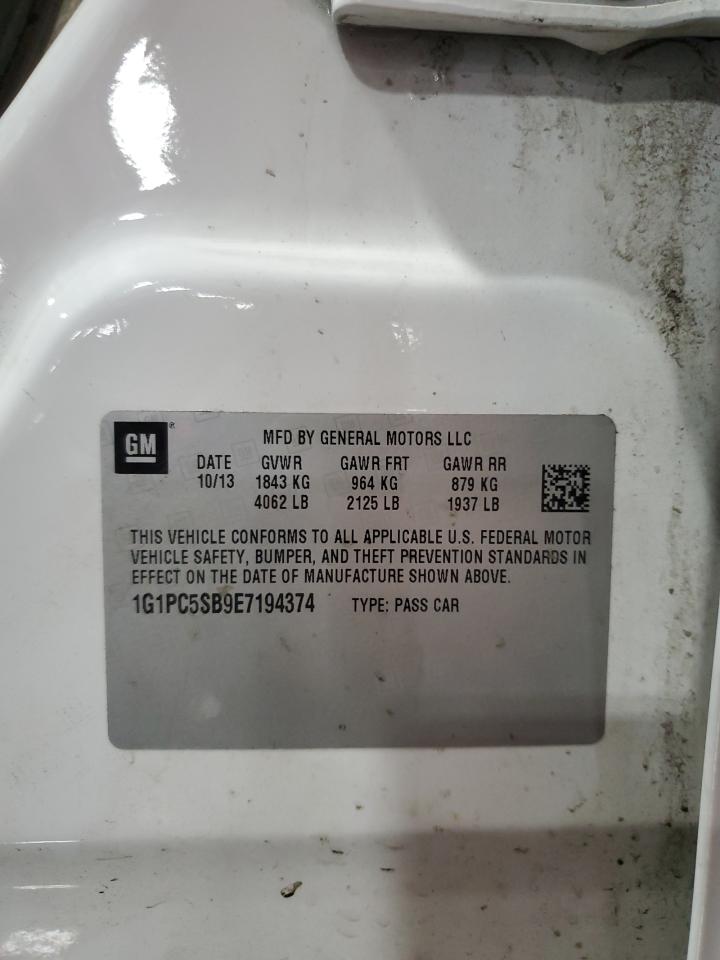 GM®
MFD BY GENERAL MOTORS LLC
DATE GVWR GAWR FRT GAWR RR
10/13 1843 KG 964 KG 879 KG
4062 LB 2125 LB 1937 LB
THIS VEHICLE CONFORMS TO ALL APPLICABLE U.S. FEDERAL MOTOR
VEHICLE SAFETY, BUMPER, AND THEFT PREVENTION STANDARDS IN
EFFECT ON THE DATE OF MANUFACTURE SHOWN ABOVE.
1G1PC5SB9E7194374 TYPE: PASS CAR